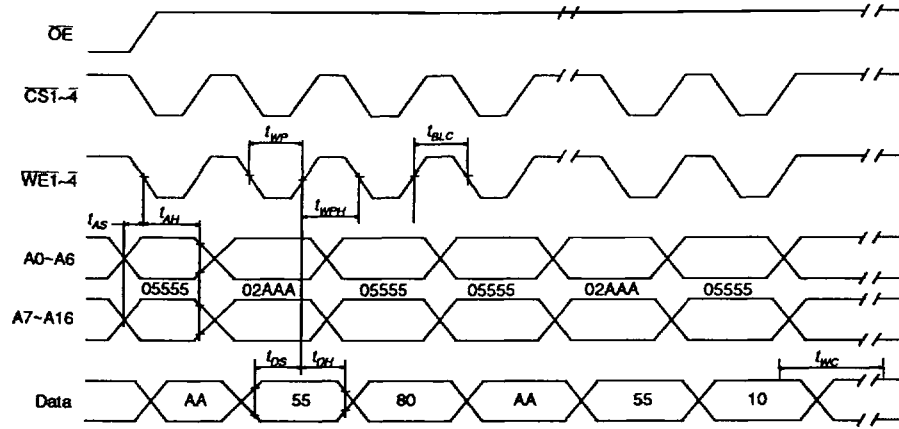 OE
CS1~4
tWP
tBLC
WE1~4
tWPH
tAS
tAH
A0~A6
05555 02AAA 05555 05555 02AAA 05555
A7~A16
tDS
tDH
tWC
Data
AA 55 80 AA 55 10